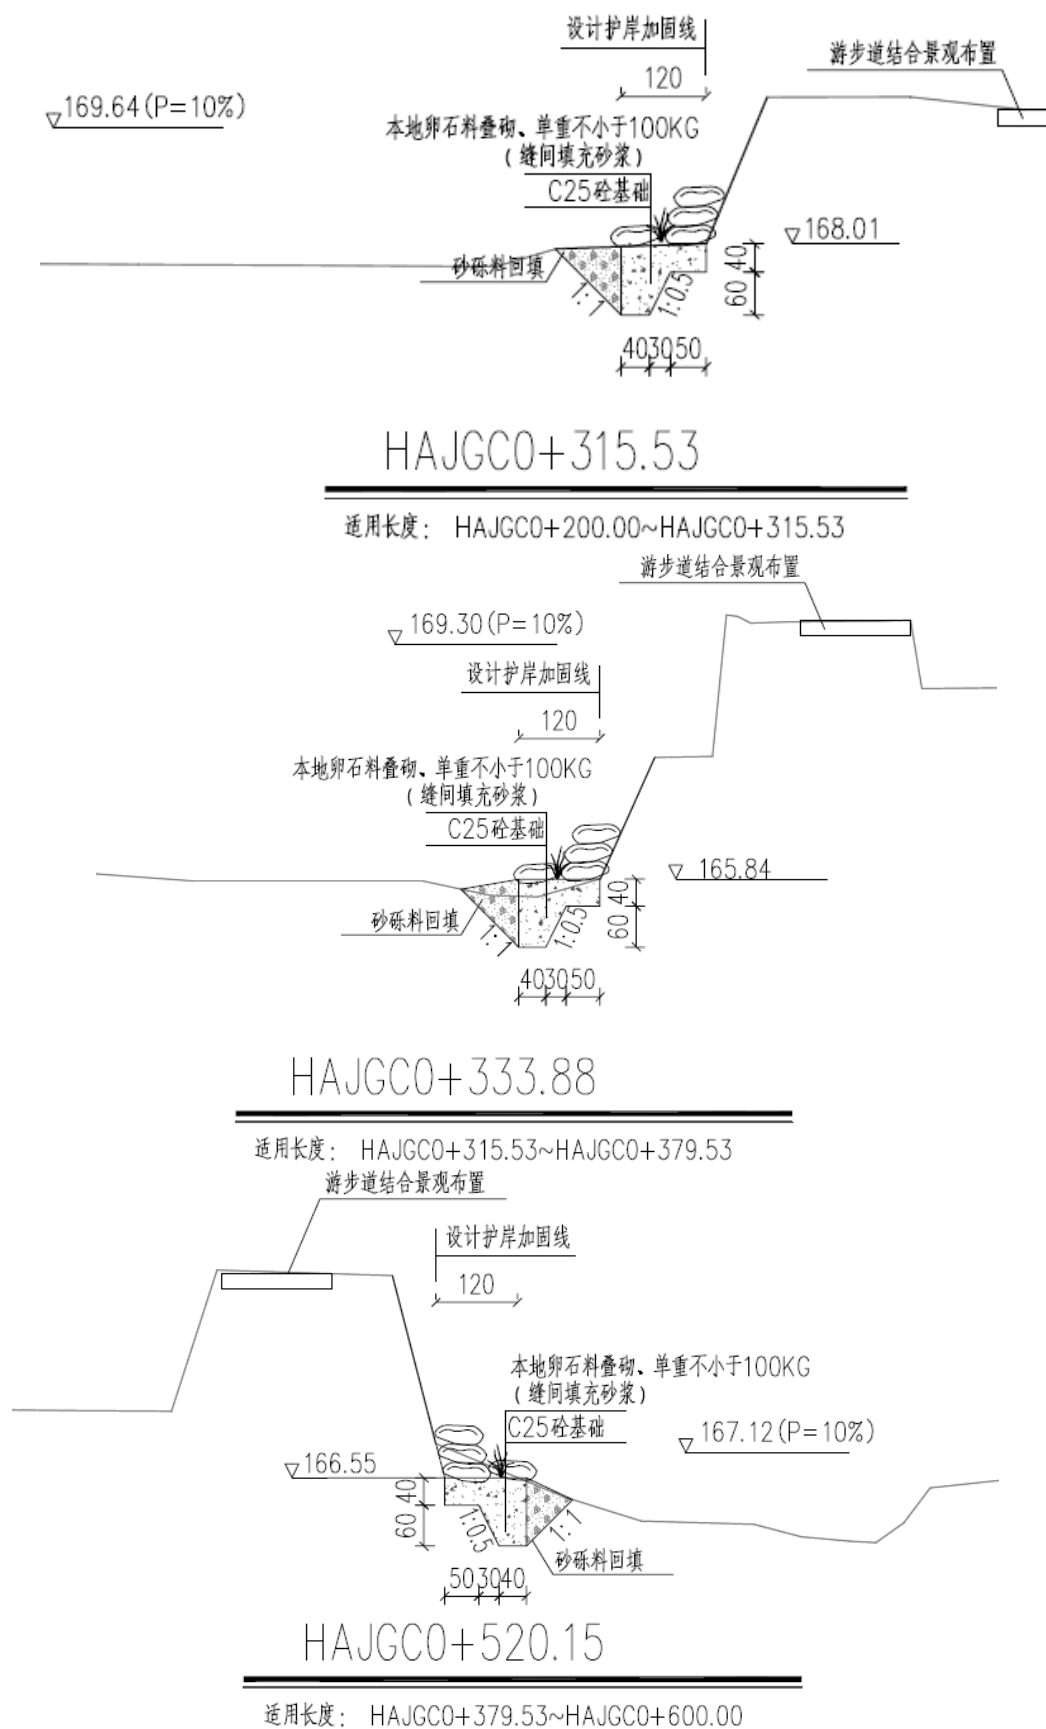 设计护岸加固线
游步道结合景观布置
120
169.64(P=10%)
本地卵石料叠砌、单重不小于100KG
(缝间填充砂浆)
C25砼基础
168.01
砂砾料回填
1:1
1:0.5
40
60
40 30 50
HAJGC0+315.53
适用长度: HAJGC0+200.00~HAJGC0+315.53
游步道结合景观布置
169.30(P=10%)
设计护岸加固线
120
本地卵石料叠砌、单重不小于100KG
(缝间填充砂浆)
C25砼基础
165.84
砂砾料回填
1:1
1:0.5
40
60
40 30 50
HAJGC0+333.88
适用长度: HAJGC0+315.53~HAJGC0+379.53
游步道结合景观布置
设计护岸加固线
120
本地卵石料叠砌、单重不小于100KG
(缝间填充砂浆)
C25砼基础
167.12(P=10%)
166.55
40
60
1:0.5
1:1
砂砾料回填
50 30 40
HAJGC0+520.15
适用长度: HAJGC0+379.53~HAJGC0+600.00